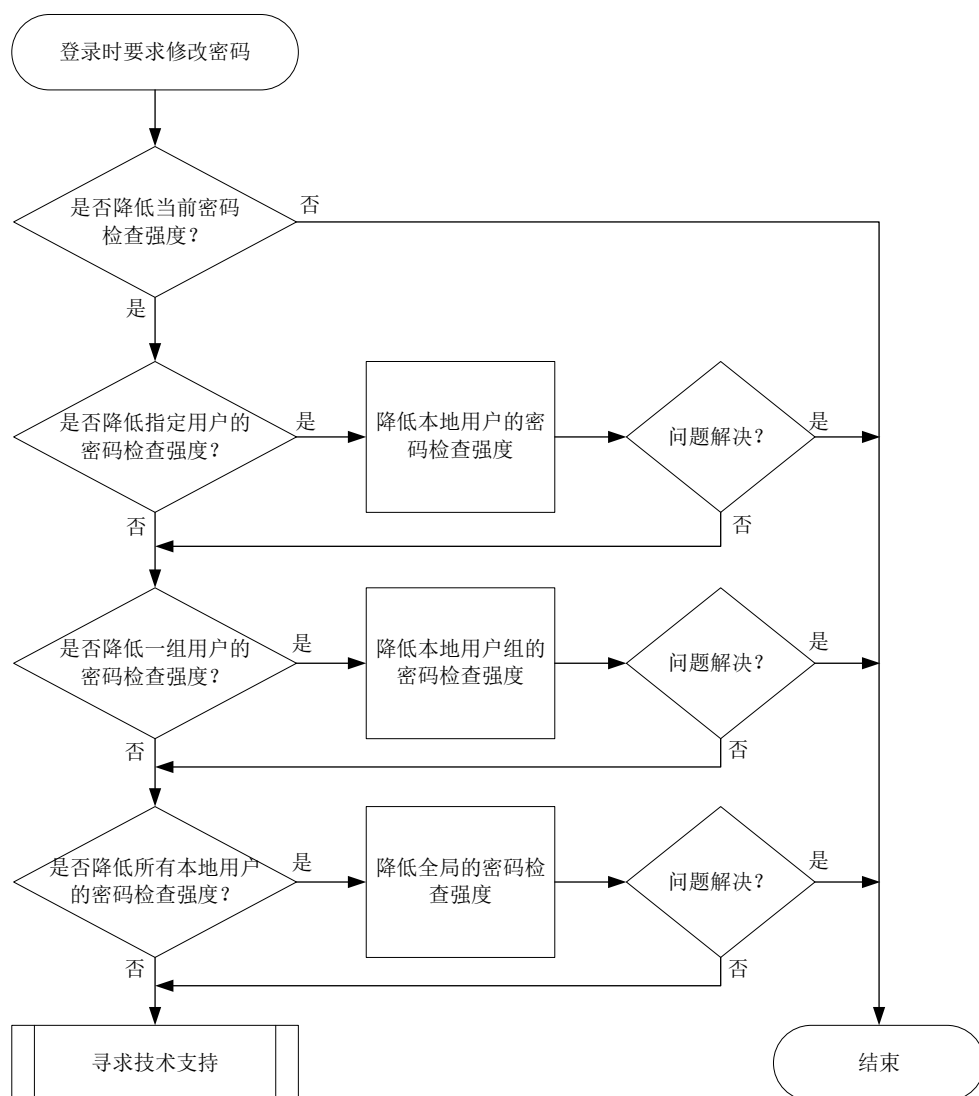 登录时要求修改密码
是否降低当前密码
检查强度？
否
是
是否降低指定用户的
密码检查强度？
是
降低本地用户的密
码检查强度
问题解决？
是
否
否
是否降低一组用户的
密码检查强度？
是
降低本地用户组的
密码检查强度
问题解决？
是
否
否
是否降低所有本地用户
的密码检查强度？
是
降低全局的密码检
查强度
问题解决？
是
否
否
寻求技术支持
结束